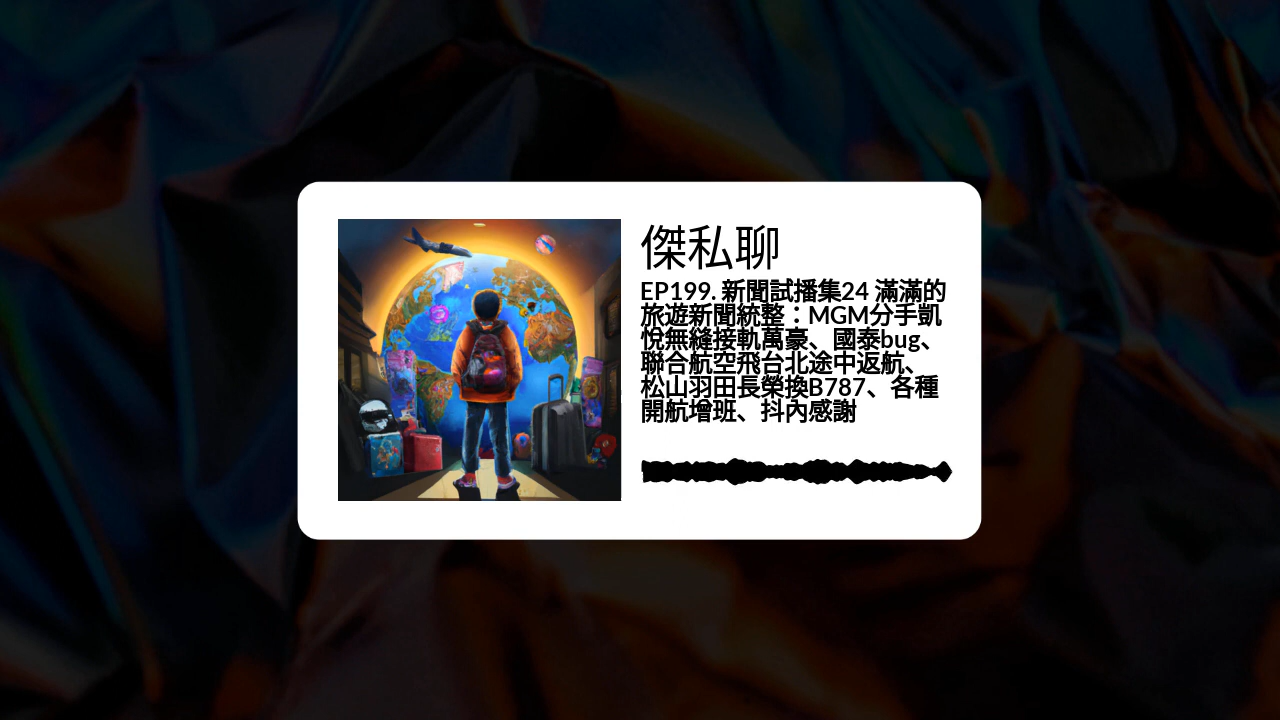 傑私聊
EP199. 新聞試播集24 滿滿的
旅遊新聞統整：MGM分手凱
悅無縫接軌萬豪、國泰bug、
聯合航空飛台北途中返航、
松山羽田長榮換B787、各種
開航增班、抖內感謝